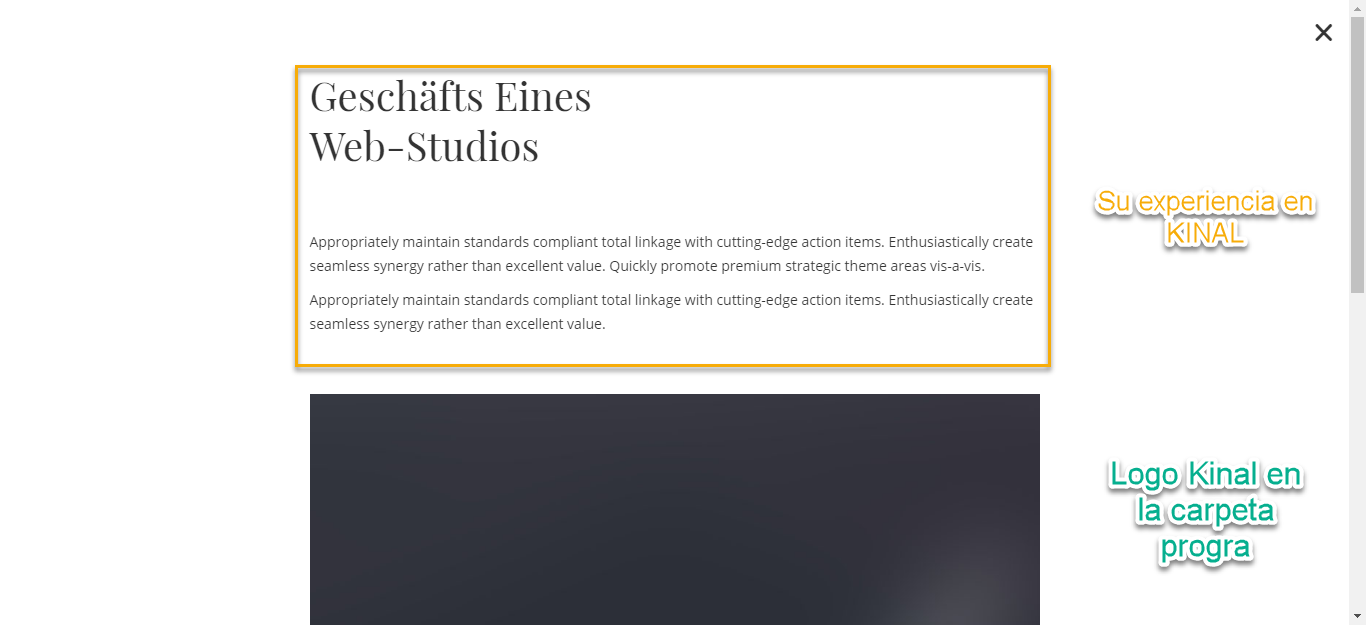 Geschäfts Eines
Web-Studios
Appropriately maintain standards compliant total linkage with cutting-edge action items. Enthusiastically create
seamless synergy rather than excellent value. Quickly promote premium strategic theme areas vis-a-vis.
Appropriately maintain standards compliant total linkage with cutting-edge action items. Enthusiastically create
seamless synergy rather than excellent value.
Su experiencia en
KINAL
Logo Kinal en
la carpeta
progra